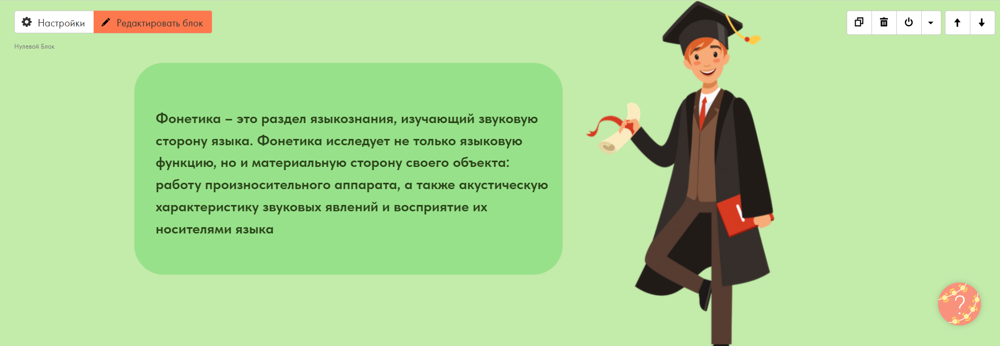 Настройки
Редактировать блок
Нулевой Блок
Фонетика – это раздел языкознания, изучающий звуковую
сторону языка. Фонетика исследует не только языковую
функцию, но и материальную сторону своего объекта:
работу произносительного аппарата, а также акустическую
характеристику звуковых явлений и восприятие их
носителями языка
?